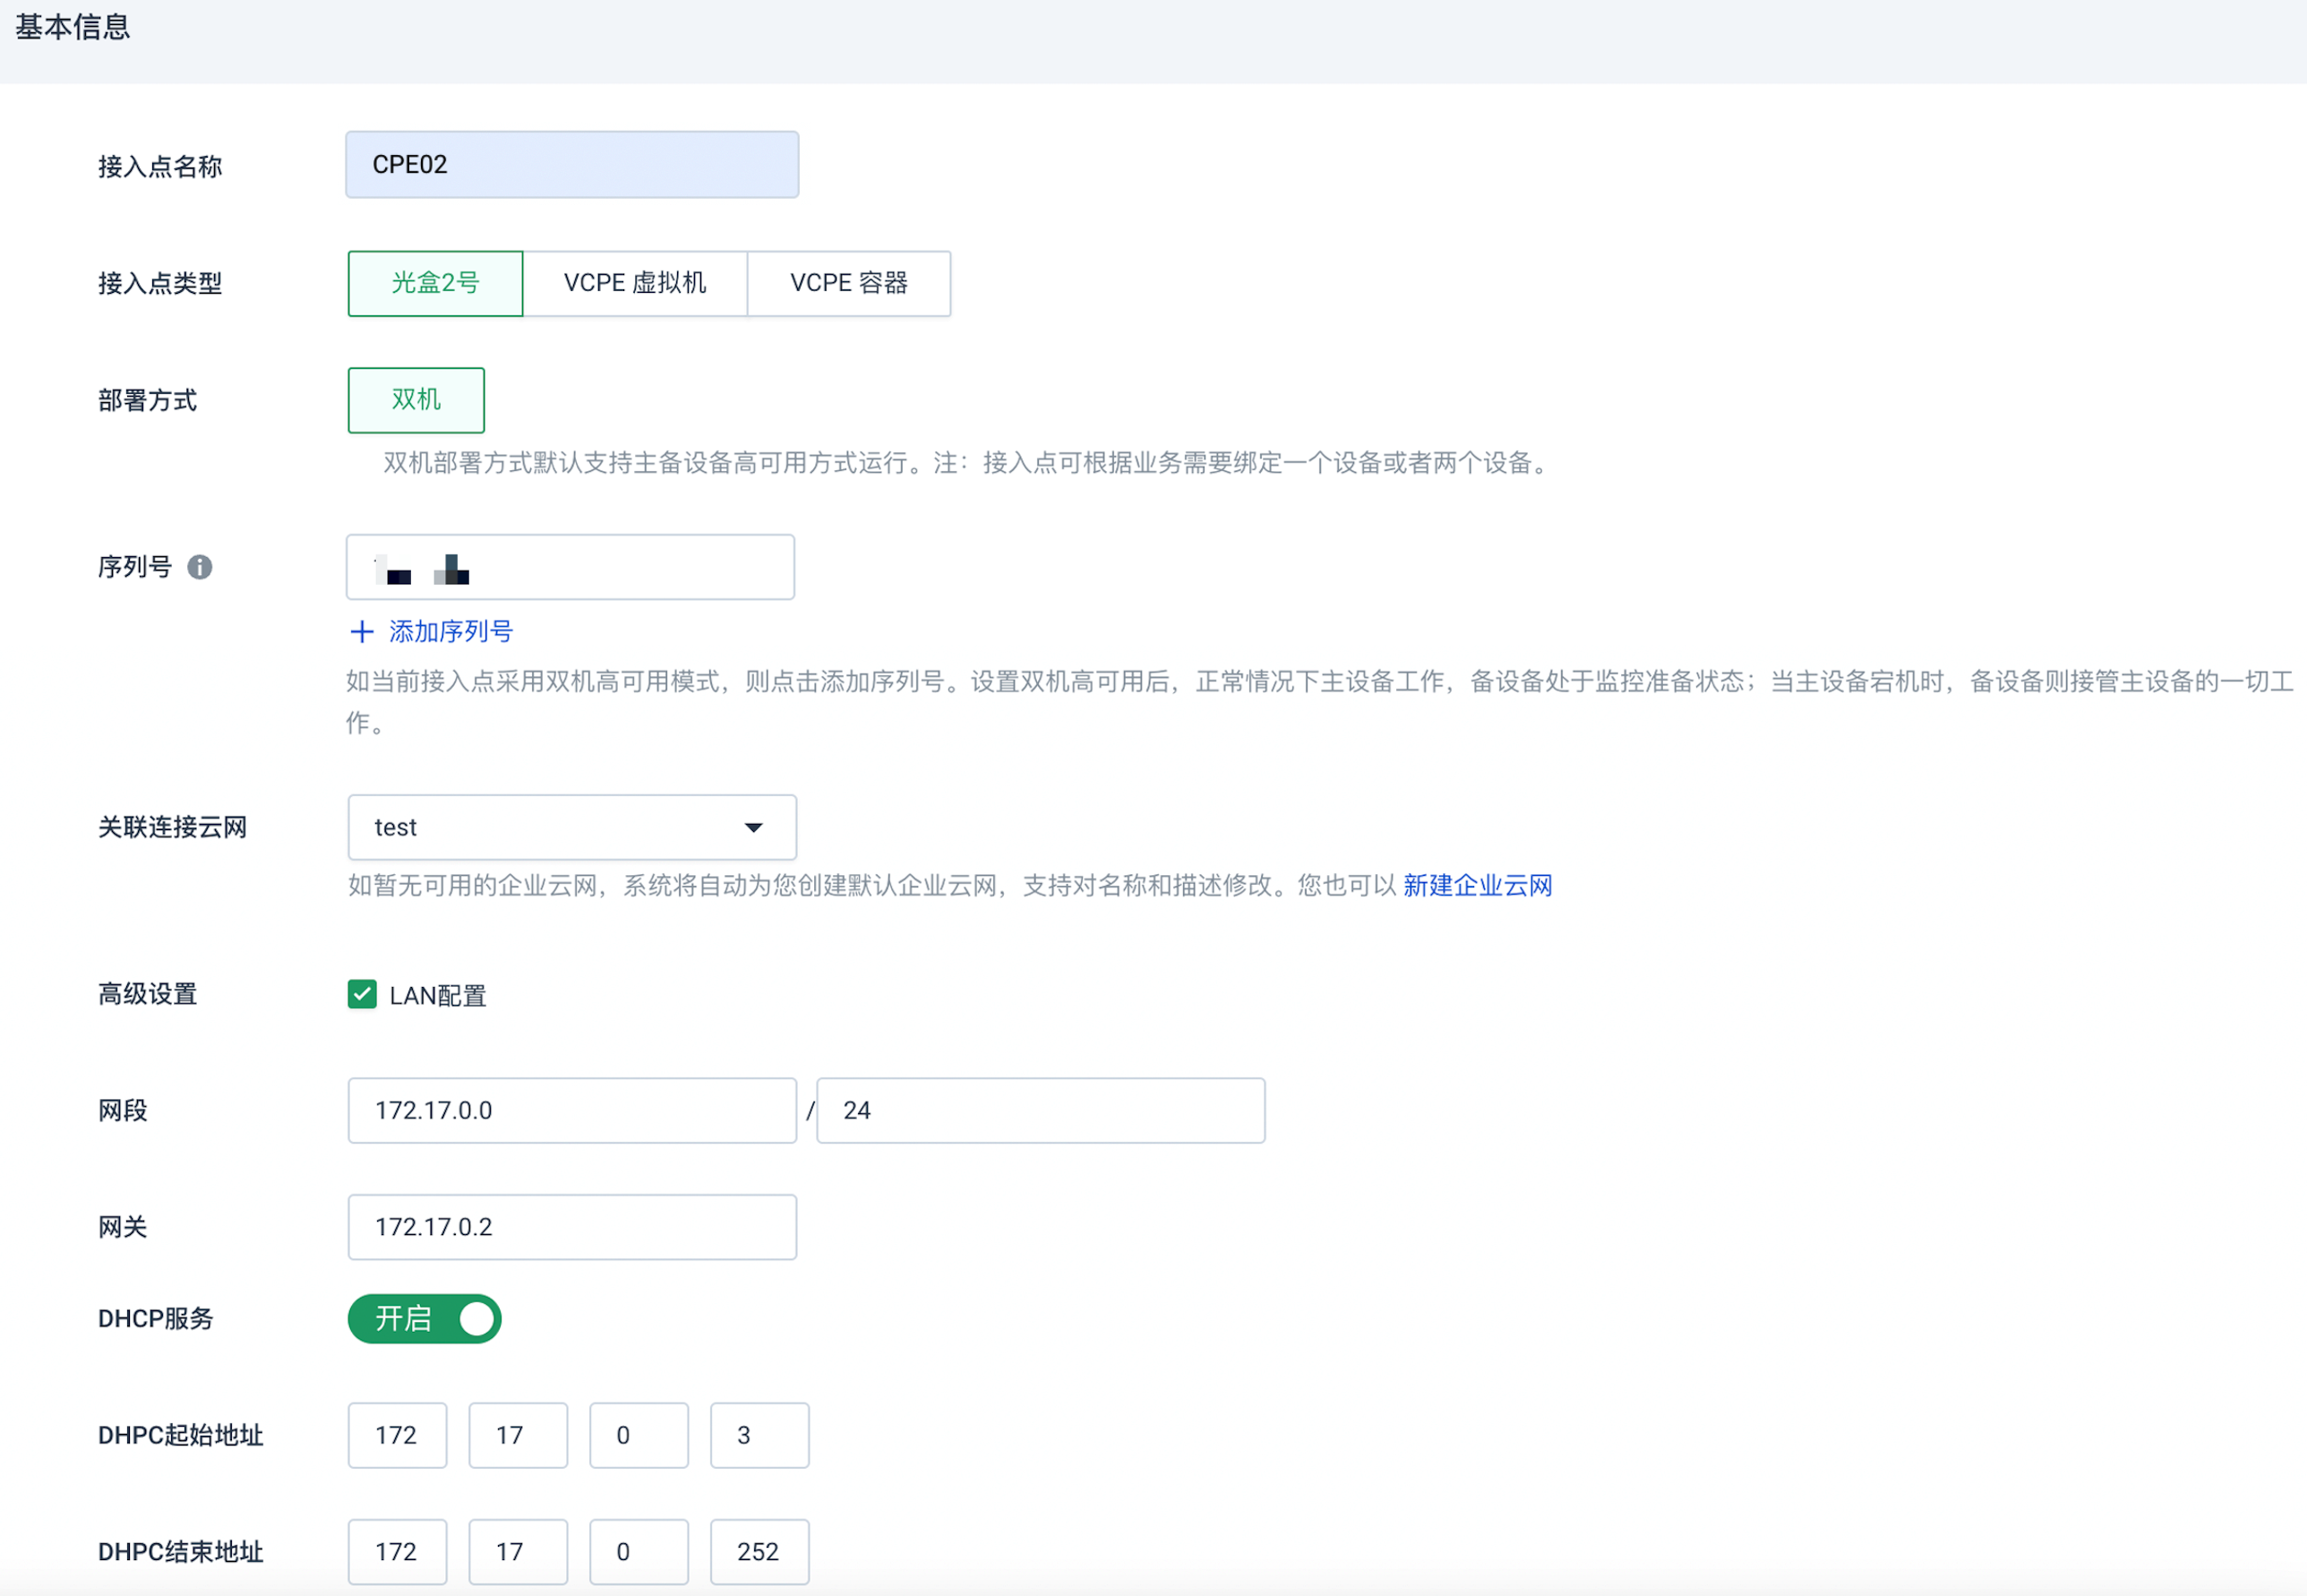 基本信息
接入点名称 CPE02
接入点类型 光盒2号 VCPE 虚拟机 VCPE 容器
部署方式 双机
双机部署方式默认支持主备设备高可用方式运行。注：接入点可根据业务需要绑定一个设备或者两个设备。
序列号
添加序列号
如当前接入点采用双机高可用模式，则点击添加序列号。设置双机高可用后，正常情况下主设备工作，备设备处于监控准备状态；当主设备宕机时，备设备则接管主设备的一切工
作。
关联连接云网 test
如暂无可用的企业云网，系统将自动为您创建默认企业云网，支持对名称和描述修改。您也可以 新建企业云网
高级设置 LAN配置
网段 172.17.0.0 / 24
网关 172.17.0.2
DHCP服务 开启
DHPC起始地址 172 17 0 3
DHPC结束地址 172 17 0 252